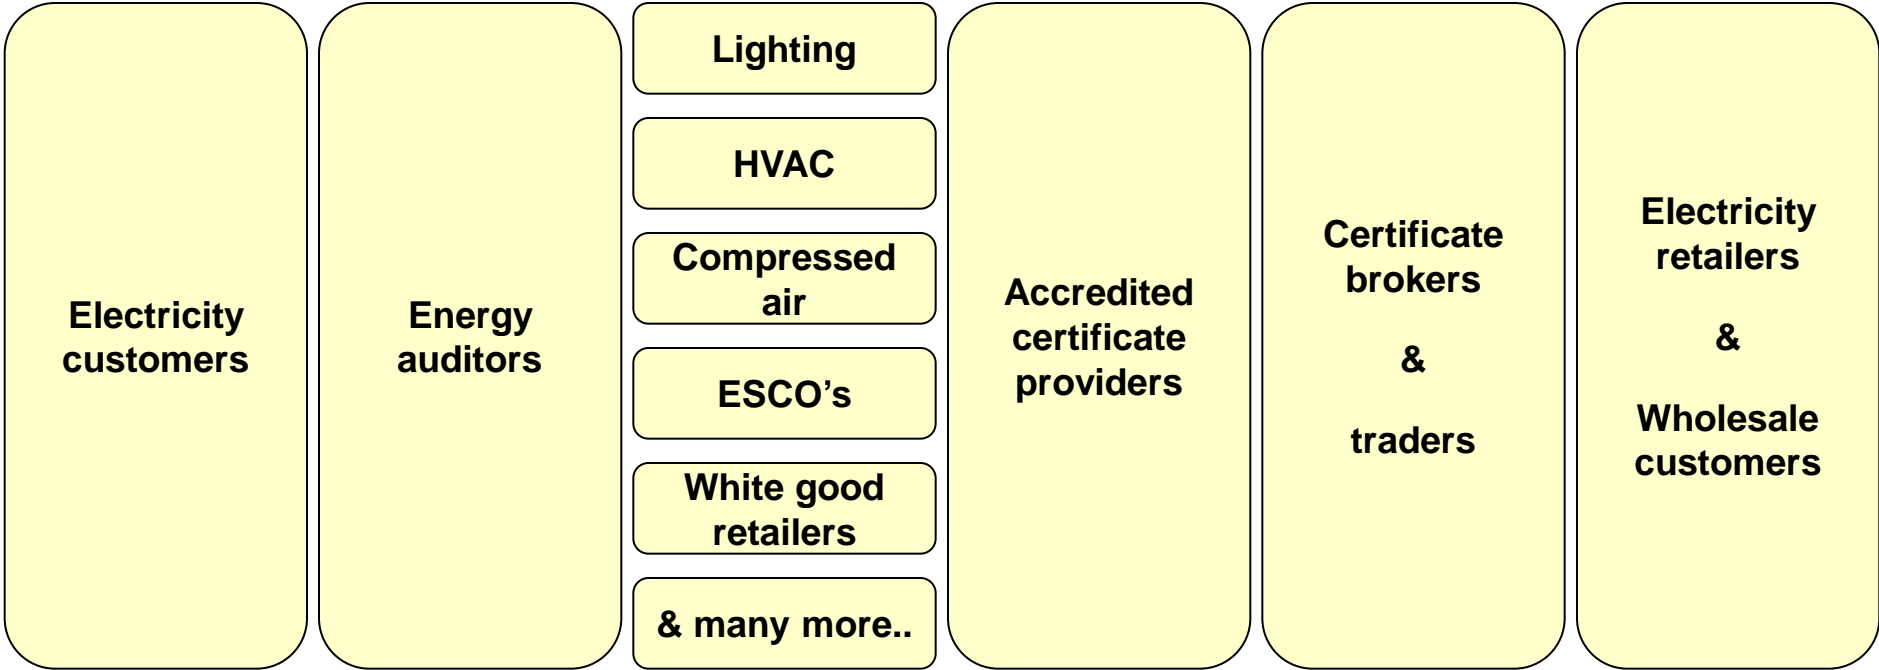 Electricity
customers
Energy
auditors
Lighting
HVAC
Compressed
air
ESCO’s
White good
retailers
& many more..
Accredited
certificate
providers
Certificate
brokers
&
traders
Electricity
retailers
&
Wholesale
customers